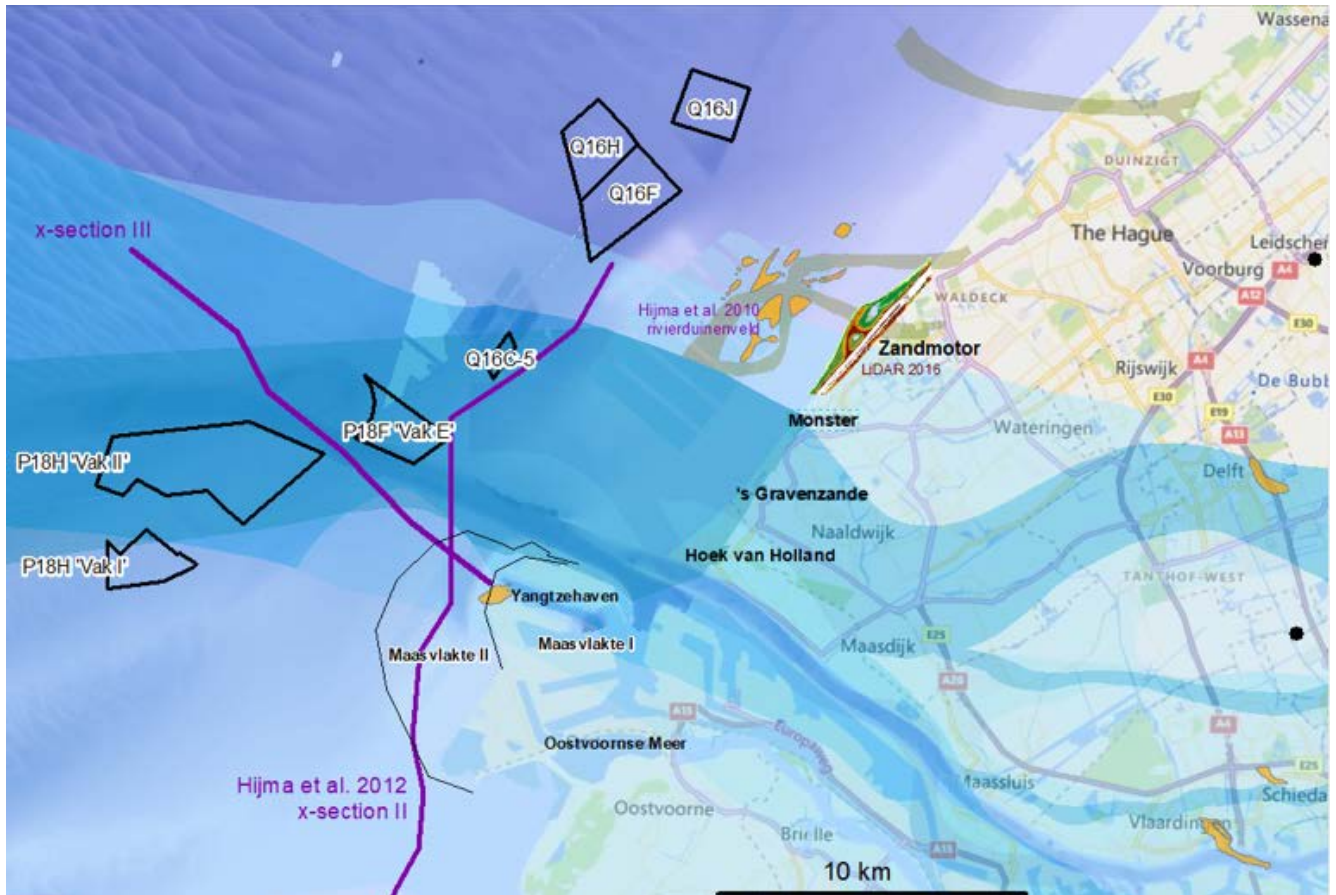 Wassena
Q16J
Q16H
DUINZIGT
Q16F
x-section III
The Hague
Leidscher
A4
Voorburg
A12
WALDECK
E30
Hijma et al. 2010
rivierduinenveld
Zandmotor
LiDAR 2016
A4
Q16C-5
Rijswijk
De Bubb
E30
E19
Monster
Wateringen
A13
P18F 'Vak E'
P18H 'Vak II'
Delft
's Gravenzande
Naaldwijk
Hoek van Holland
P18H 'Vak I'
TANTHOF-WEST
Yangtzehaven
E25
Maasvlakte I
Maasdijk
Maasvlakte II
A20
A15
A4
Oostvoornse Meer
Europaweg
E25
Maassluis
Hijma et al. 2012
x-section II
Schieda
Oostvoorne
Vlaardingen
Brielle
A15
10 km